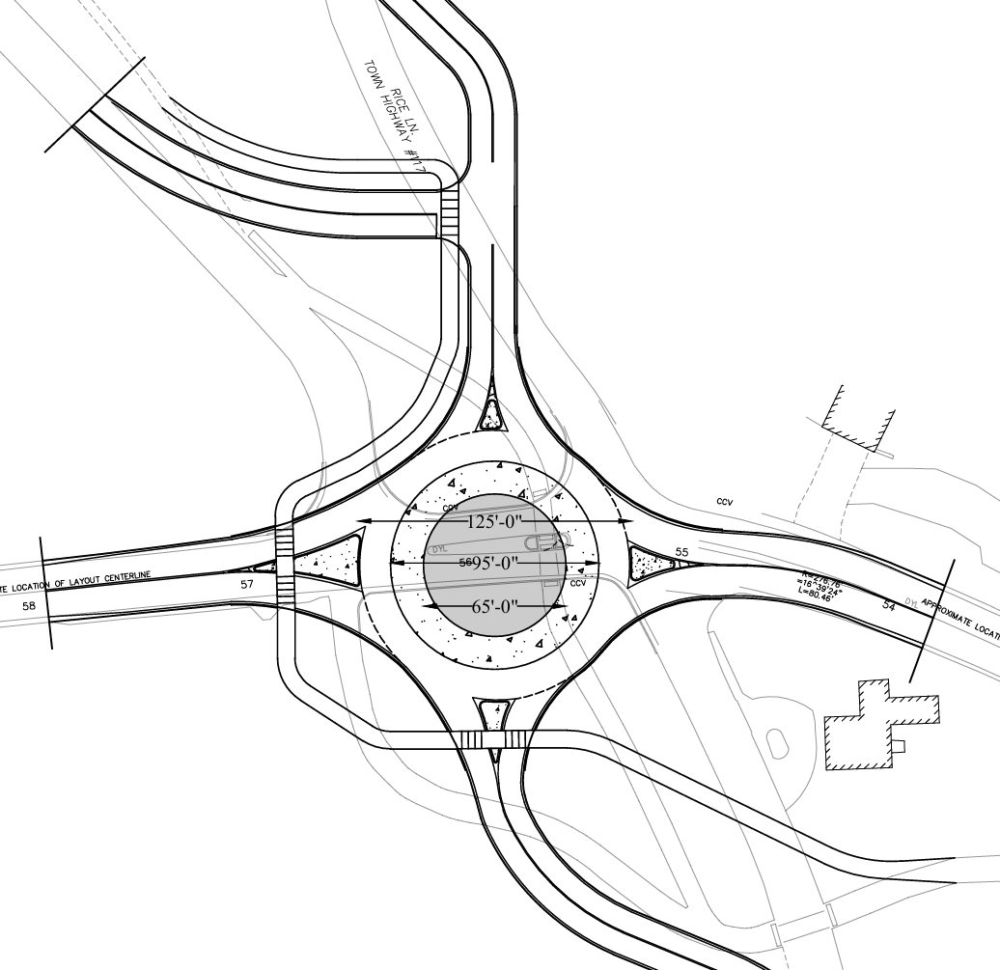 RICE LN.
TOWN HIGHWAY #117
CCV
CCV
125'-0"
DYL
56
95'-0"
55
CCV
TE LOCATION OF LAYOUT CENTERLINE
57
58
65'-0"
R=276.76'
=16°39'24"
L=80.46'
54
DYL
APPROXIMATE LOCATI